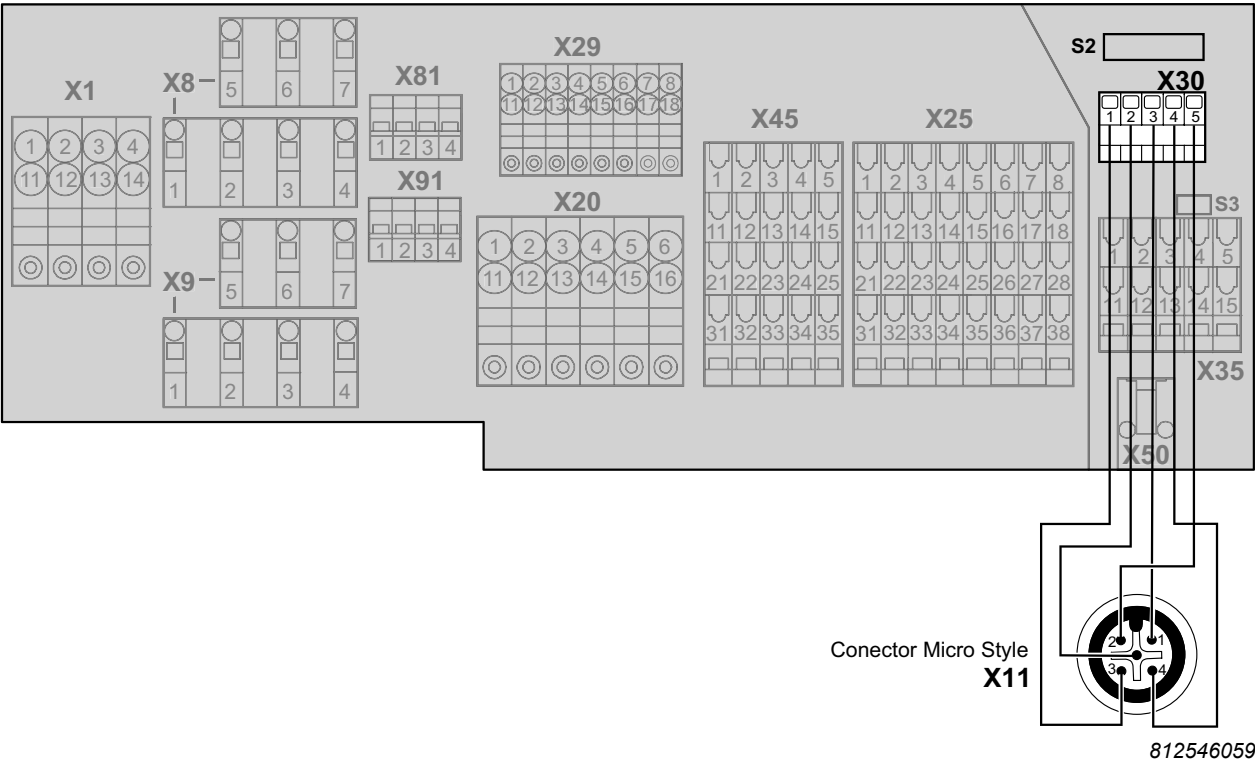 X1
1 2 3 4
11 12 13 14
X8
5 6 7
1 2 3 4
X9
5 6 7
1 2 3 4
X81
1 2 3 4
X91
1 2 3 4
X29
1 2 3 4 5 6 7 8
11 12 13 14 15 16 17 18
X20
1 2 3 4 5 6
11 12 13 14 15 16
X45
1 2 3 4 5
11 12 13 14 15
21 22 23 24 25
31 32 33 34 35
X25
1 2 3 4 5 6 7 8
11 12 13 14 15 16 17 18
21 22 23 24 25 26 27 28
31 32 33 34 35 36 37 38
S2
X30
1 2 3 4 5
S3
1 2 3 4 5
11 12 13 14 15
X35
X50
2 1
3 4
Conector Micro Style
X11
812546059